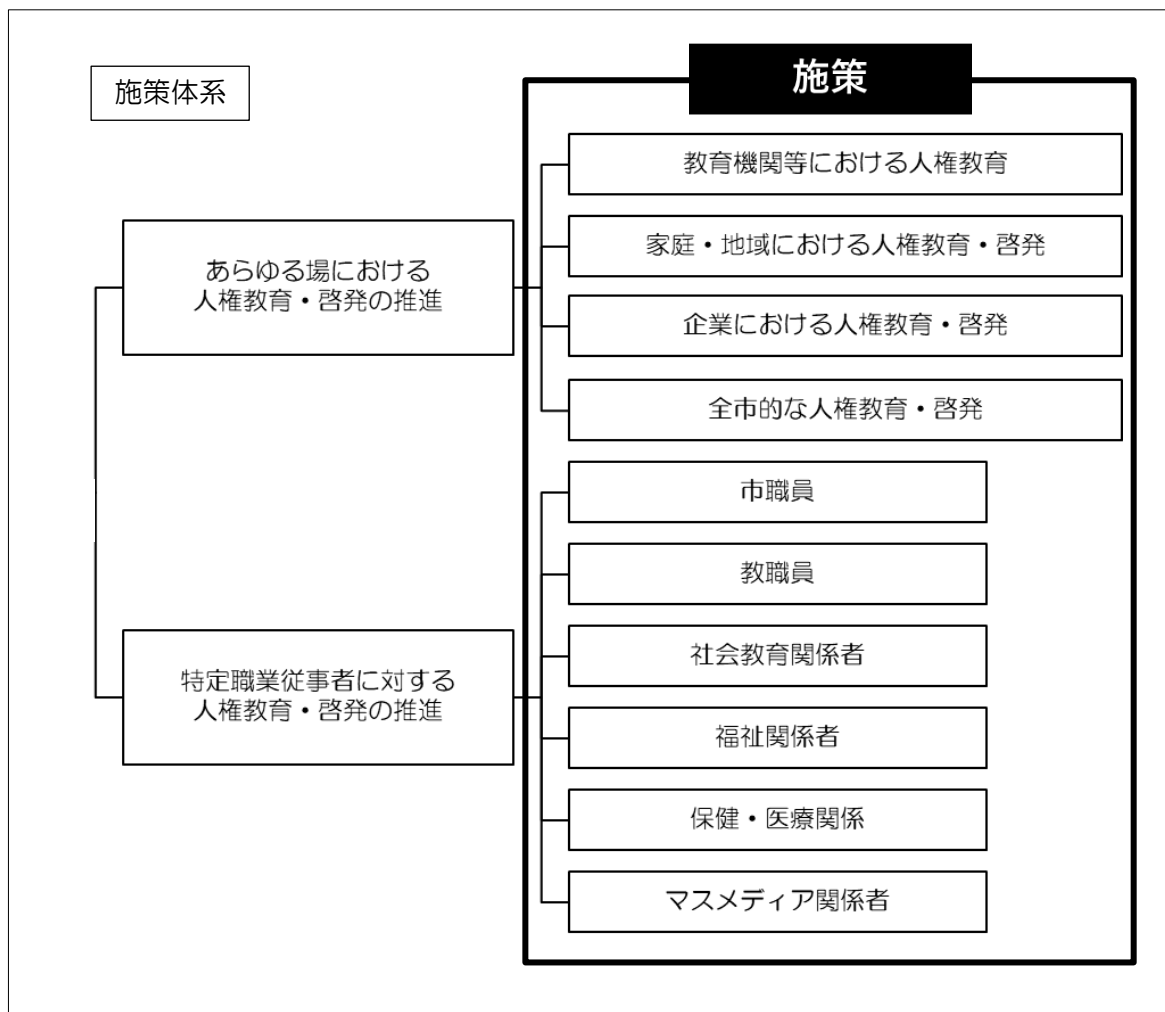 施策体系
施策
あらゆる場における
人権教育・啓発の推進
教育機関等における人権教育
家庭・地域における人権教育・啓発
企業における人権教育・啓発
全市的な人権教育・啓発
特定職業従事者に対する
人権教育・啓発の推進
市職員
教職員
社会教育関係者
福祉関係者
保健・医療関係
マスメディア関係者